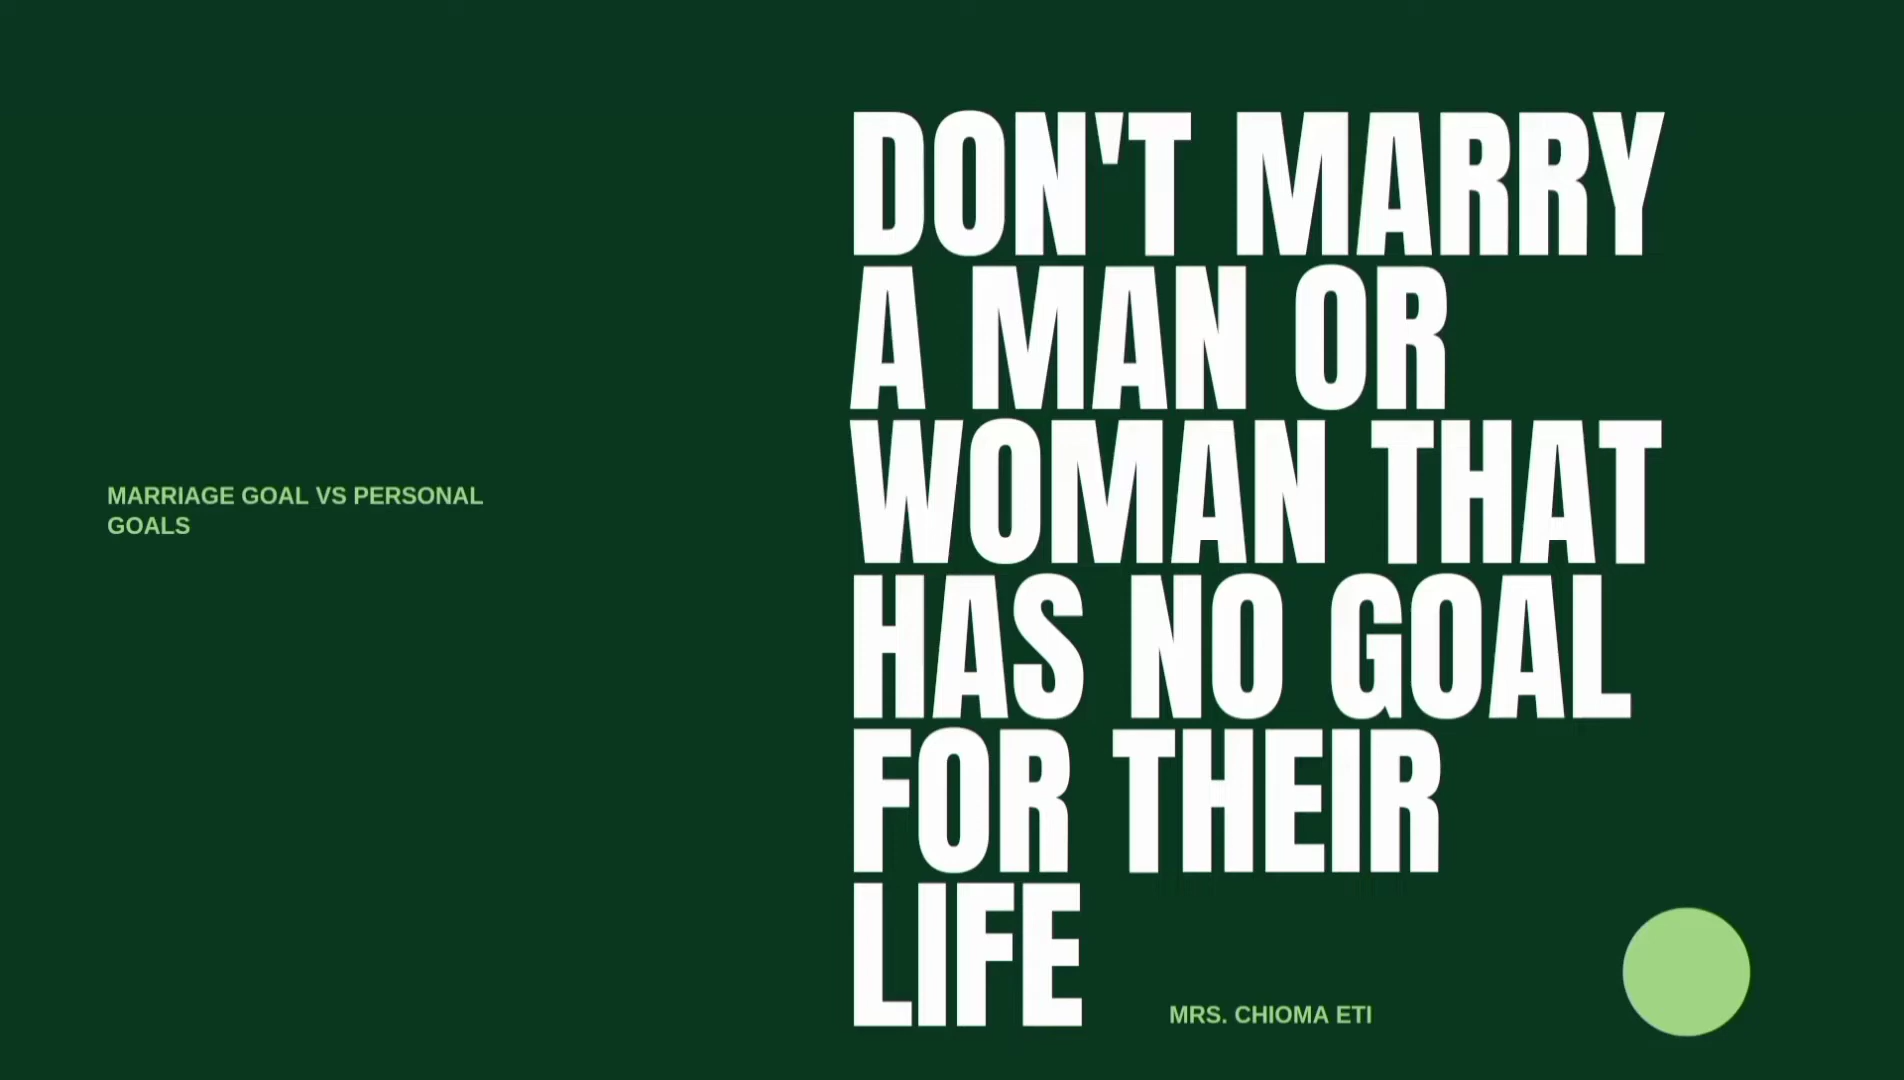 MARRIAGE GOAL VS PERSONAL
GOALS
DON'T MARRY
A MAN OR
WOMAN THAT
HAS NO GOAL
FOR THEIR
LIFE
MRS. CHIOMA ETI